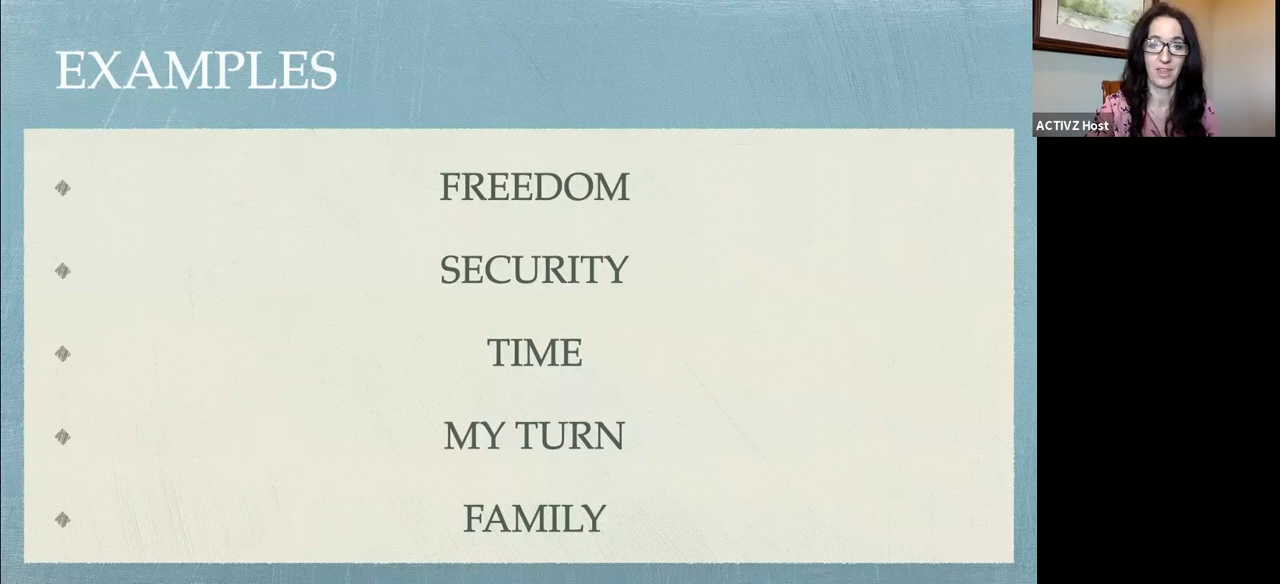 EXAMPLES
ACTIVZ Host
FREEDOM
SECURITY
TIME
MY TURN
FAMILY